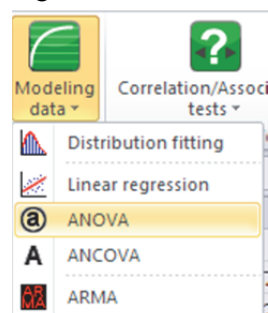 Modeling
data
Correlation/Associ
tests
Distribution fitting
Linear regression
ANOVA
ANCOVA
ARMA